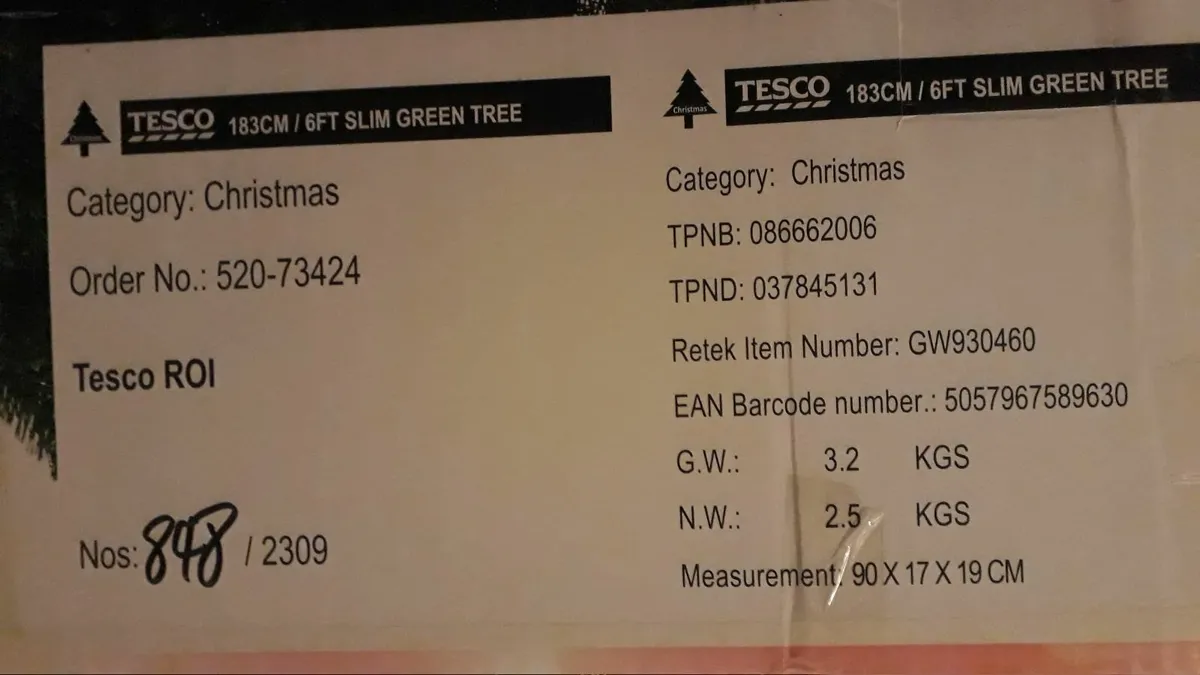 TESCO 183CM / 6FT SLIM GREEN TREE
Category: Christmas
Order No.: 520-73424
Tesco ROI
Nos: 848 / 2309
Christmas
TESCO 183CM / 6FT SLIM GREEN TREE
Category: Christmas
TPNB: 086662006
TPND: 037845131
Retek Item Number: GW930460
EAN Barcode number.: 5057967589630
G.W.: 3.2 KGS
N.W.: 2.5 KGS
Measurement: 90 X 17 X 19 CM